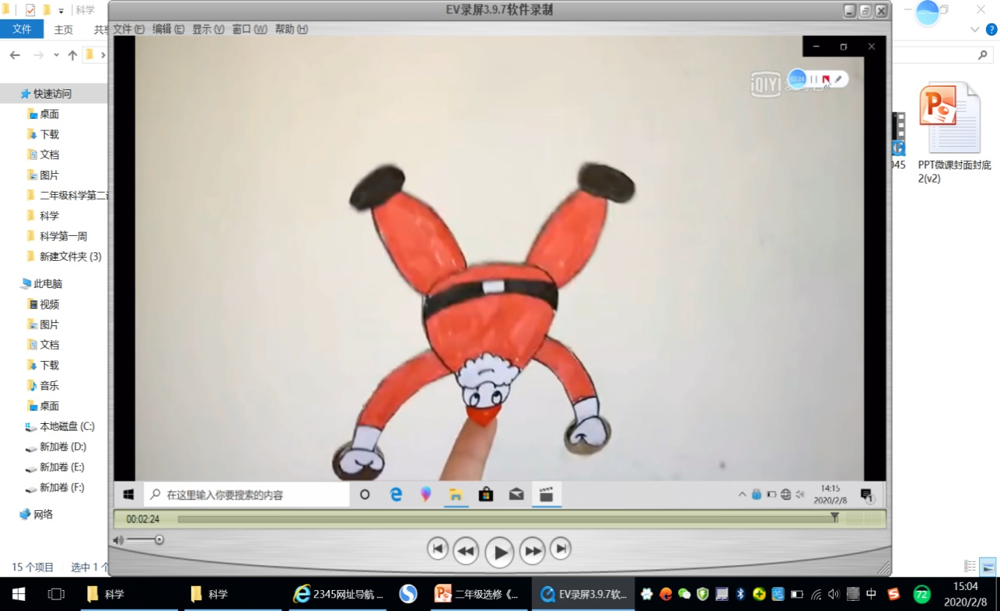 科学
EV录屏3.9.7软件录制
文件
主页
文件(F) 编辑(E) 显示(V) 窗口(W) 帮助(H)
iQIYI
02:24
快速访问
桌面
下载
文档
图片
二年级科学第二
科学
科学第一周
新建文件夹 (3)
此电脑
视频
图片
文档
下载
音乐
桌面
本地磁盘 (C:)
新加卷 (D:)
新加卷 (E:)
新加卷 (F:)
网络
045
PPT微课封面封底
2(v2)
在这里输入你要搜索的内容
14:15
2020/2/8
00:02:24
15 个项目
选中 1 个
科学
科学
2345网址导航 ...
二年级选修《...
EV录屏3.9.7软...
中
72
15:04
2020/2/8